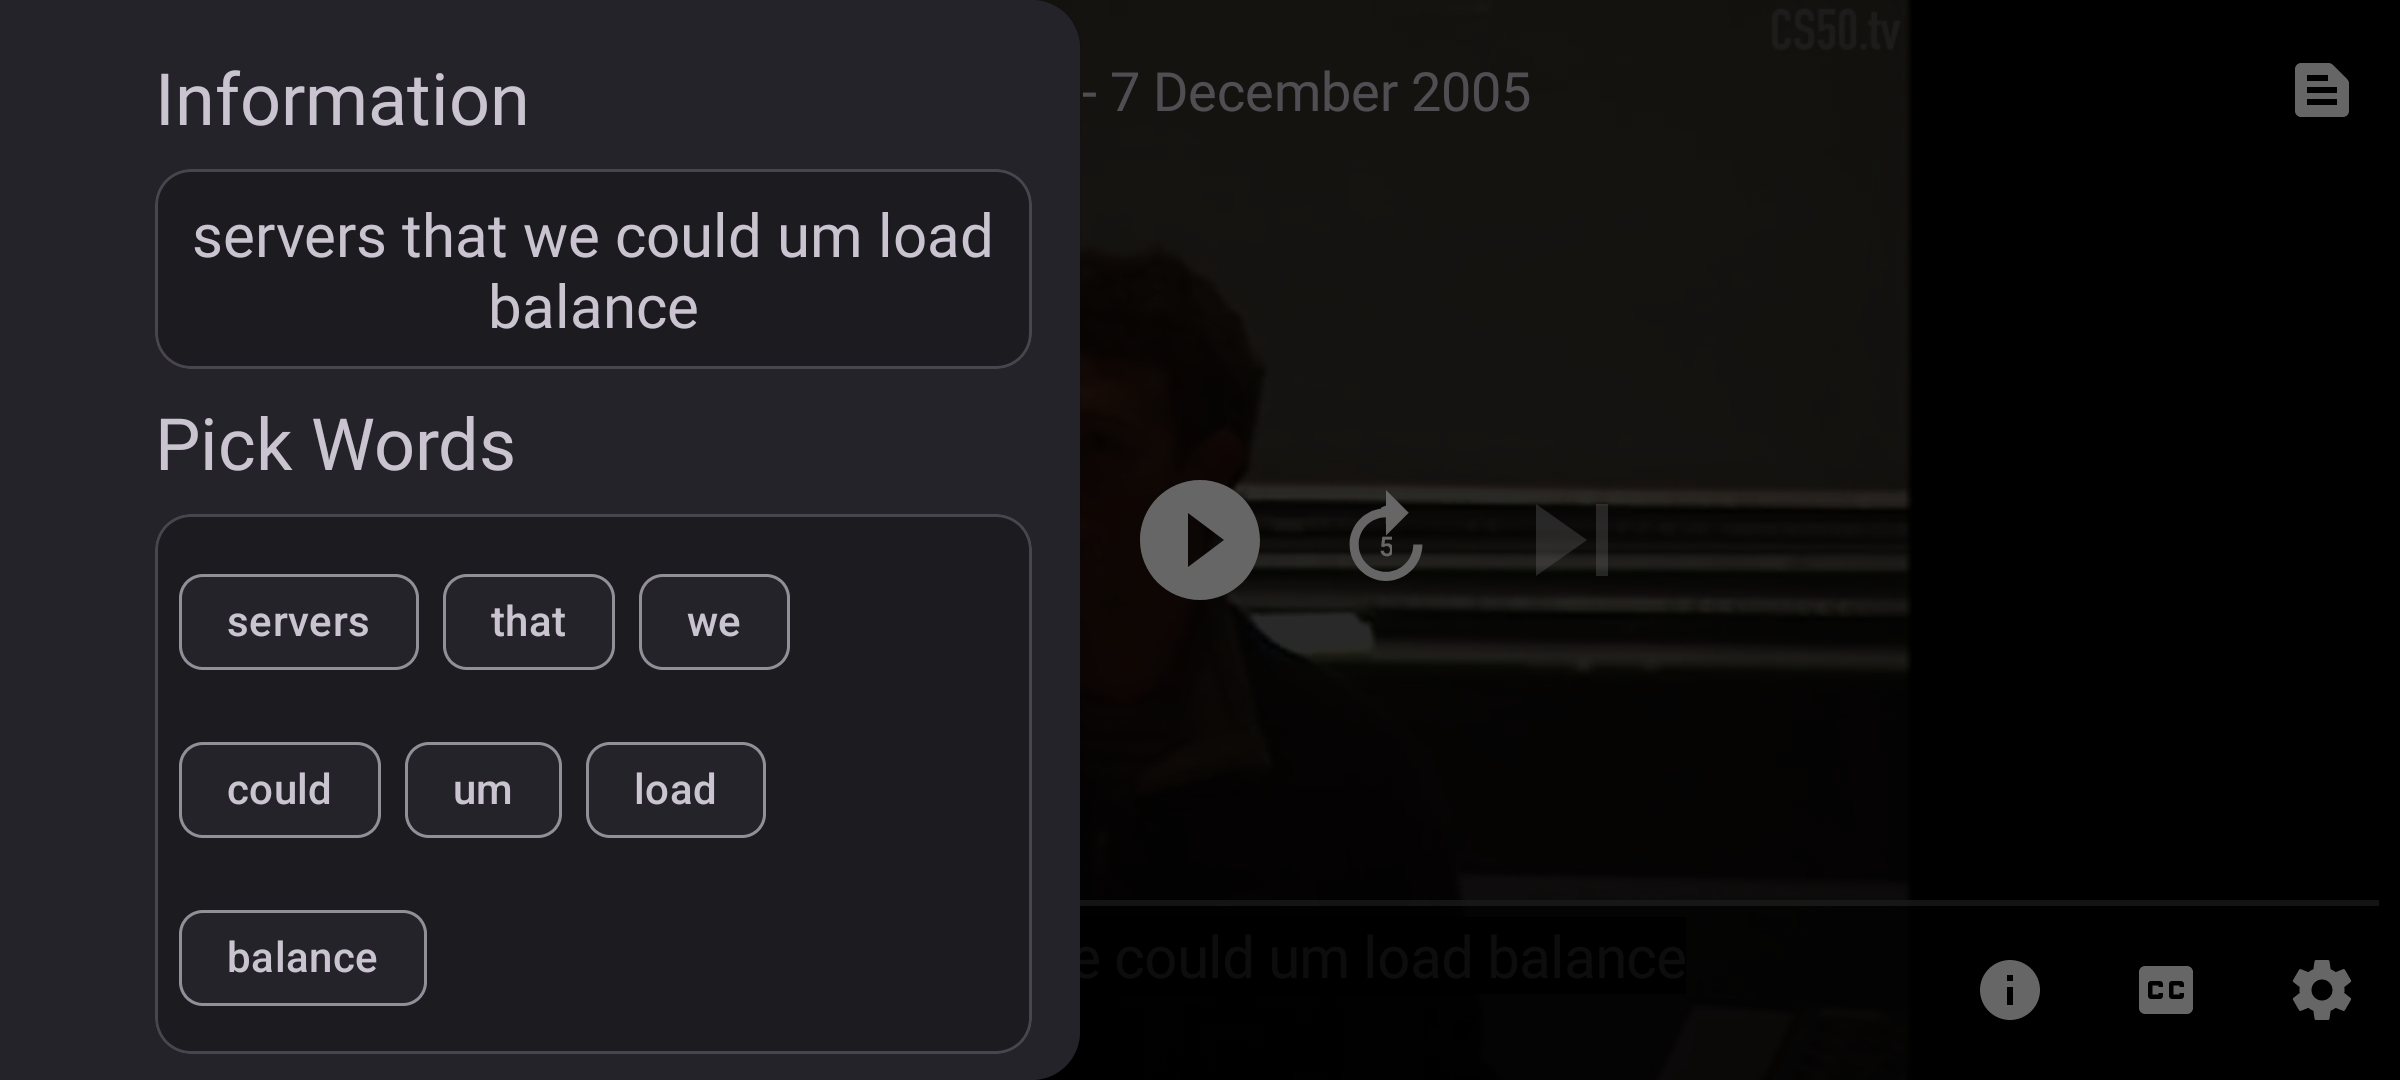 Information
servers that we could um load
balance
Pick Words
servers that we
could um load
balance
CS50.tv
- 7 December 2005
5
e could um load balance
i CC